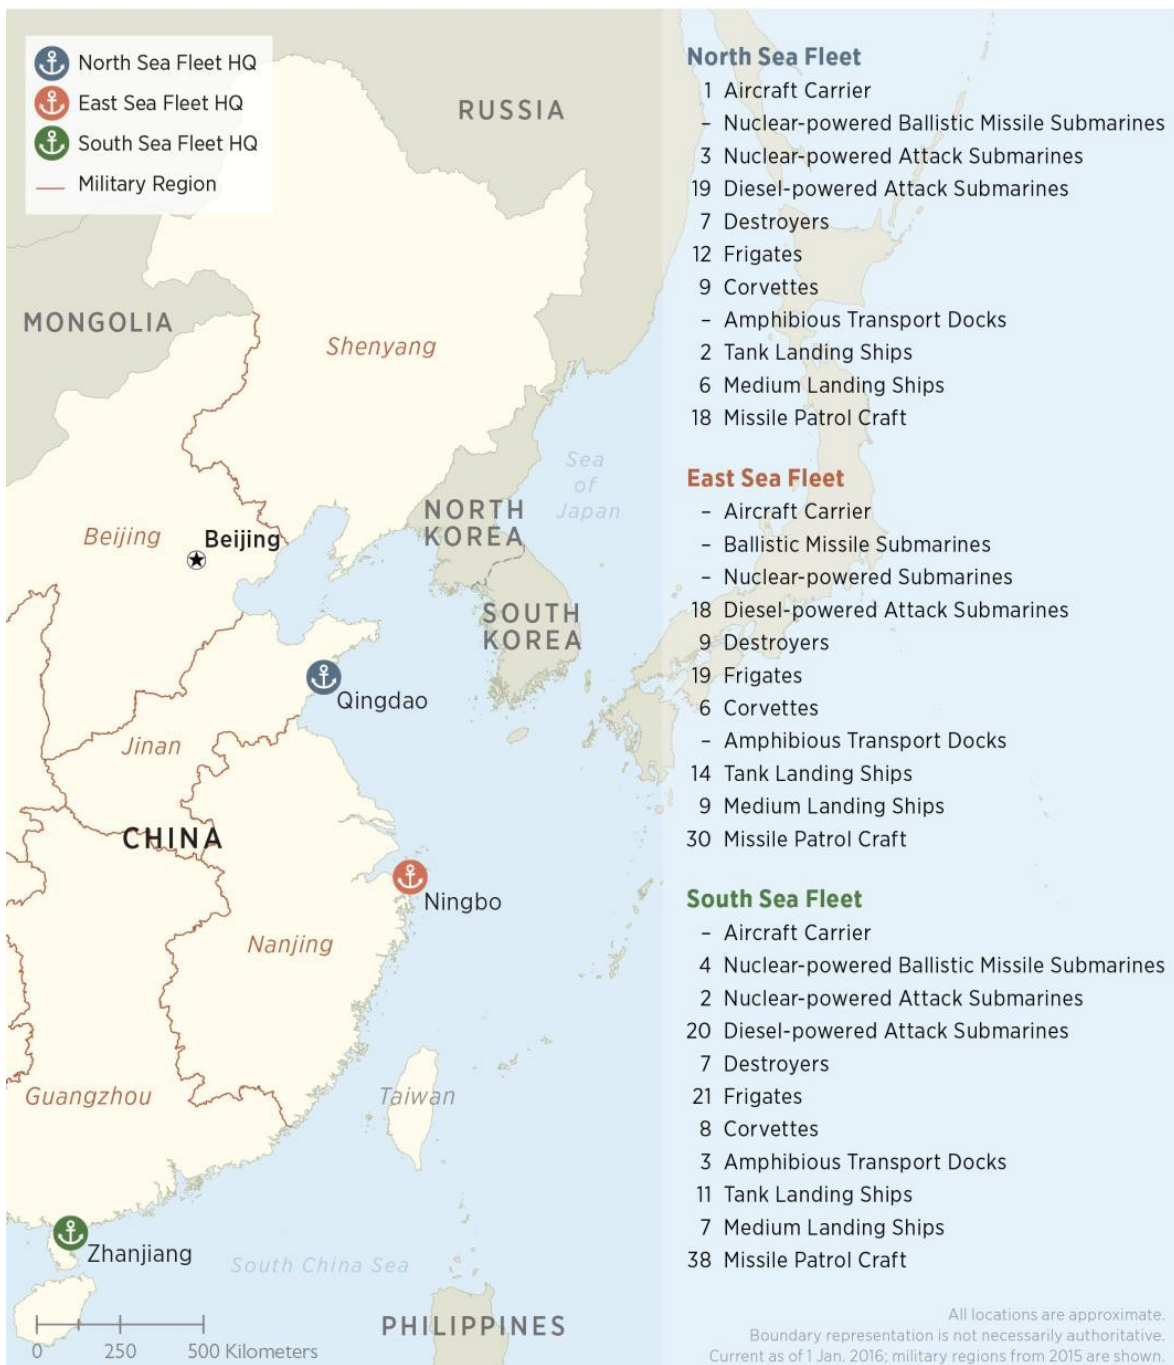 North Sea Fleet HQ
East Sea Fleet HQ
South Sea Fleet HQ
Military Region
RUSSIA
MONGOLIA
Shenyang
Sea
of
Japan
NORTH
KOREA
Beijing
Beijing
SOUTH
KOREA
Qingdao
Jinan
CHINA
Ningbo
Nanjing
Guangzhou
Taiwan
Zhanjiang
South China Sea
PHILIPPINES
0 250 500 Kilometers
North Sea Fleet
1 Aircraft Carrier
– Nuclear-powered Ballistic Missile Submarines
3 Nuclear-powered Attack Submarines
19 Diesel-powered Attack Submarines
7 Destroyers
12 Frigates
9 Corvettes
– Amphibious Transport Docks
2 Tank Landing Ships
6 Medium Landing Ships
18 Missile Patrol Craft
East Sea Fleet
– Aircraft Carrier
– Ballistic Missile Submarines
– Nuclear-powered Submarines
18 Diesel-powered Attack Submarines
9 Destroyers
19 Frigates
6 Corvettes
– Amphibious Transport Docks
14 Tank Landing Ships
9 Medium Landing Ships
30 Missile Patrol Craft
South Sea Fleet
– Aircraft Carrier
4 Nuclear-powered Ballistic Missile Submarines
2 Nuclear-powered Attack Submarines
20 Diesel-powered Attack Submarines
7 Destroyers
21 Frigates
8 Corvettes
3 Amphibious Transport Docks
11 Tank Landing Ships
7 Medium Landing Ships
38 Missile Patrol Craft
All locations are approximate.
Boundary representation is not necessarily authoritative.
Current as of 1 Jan. 2016; military regions from 2015 are shown.